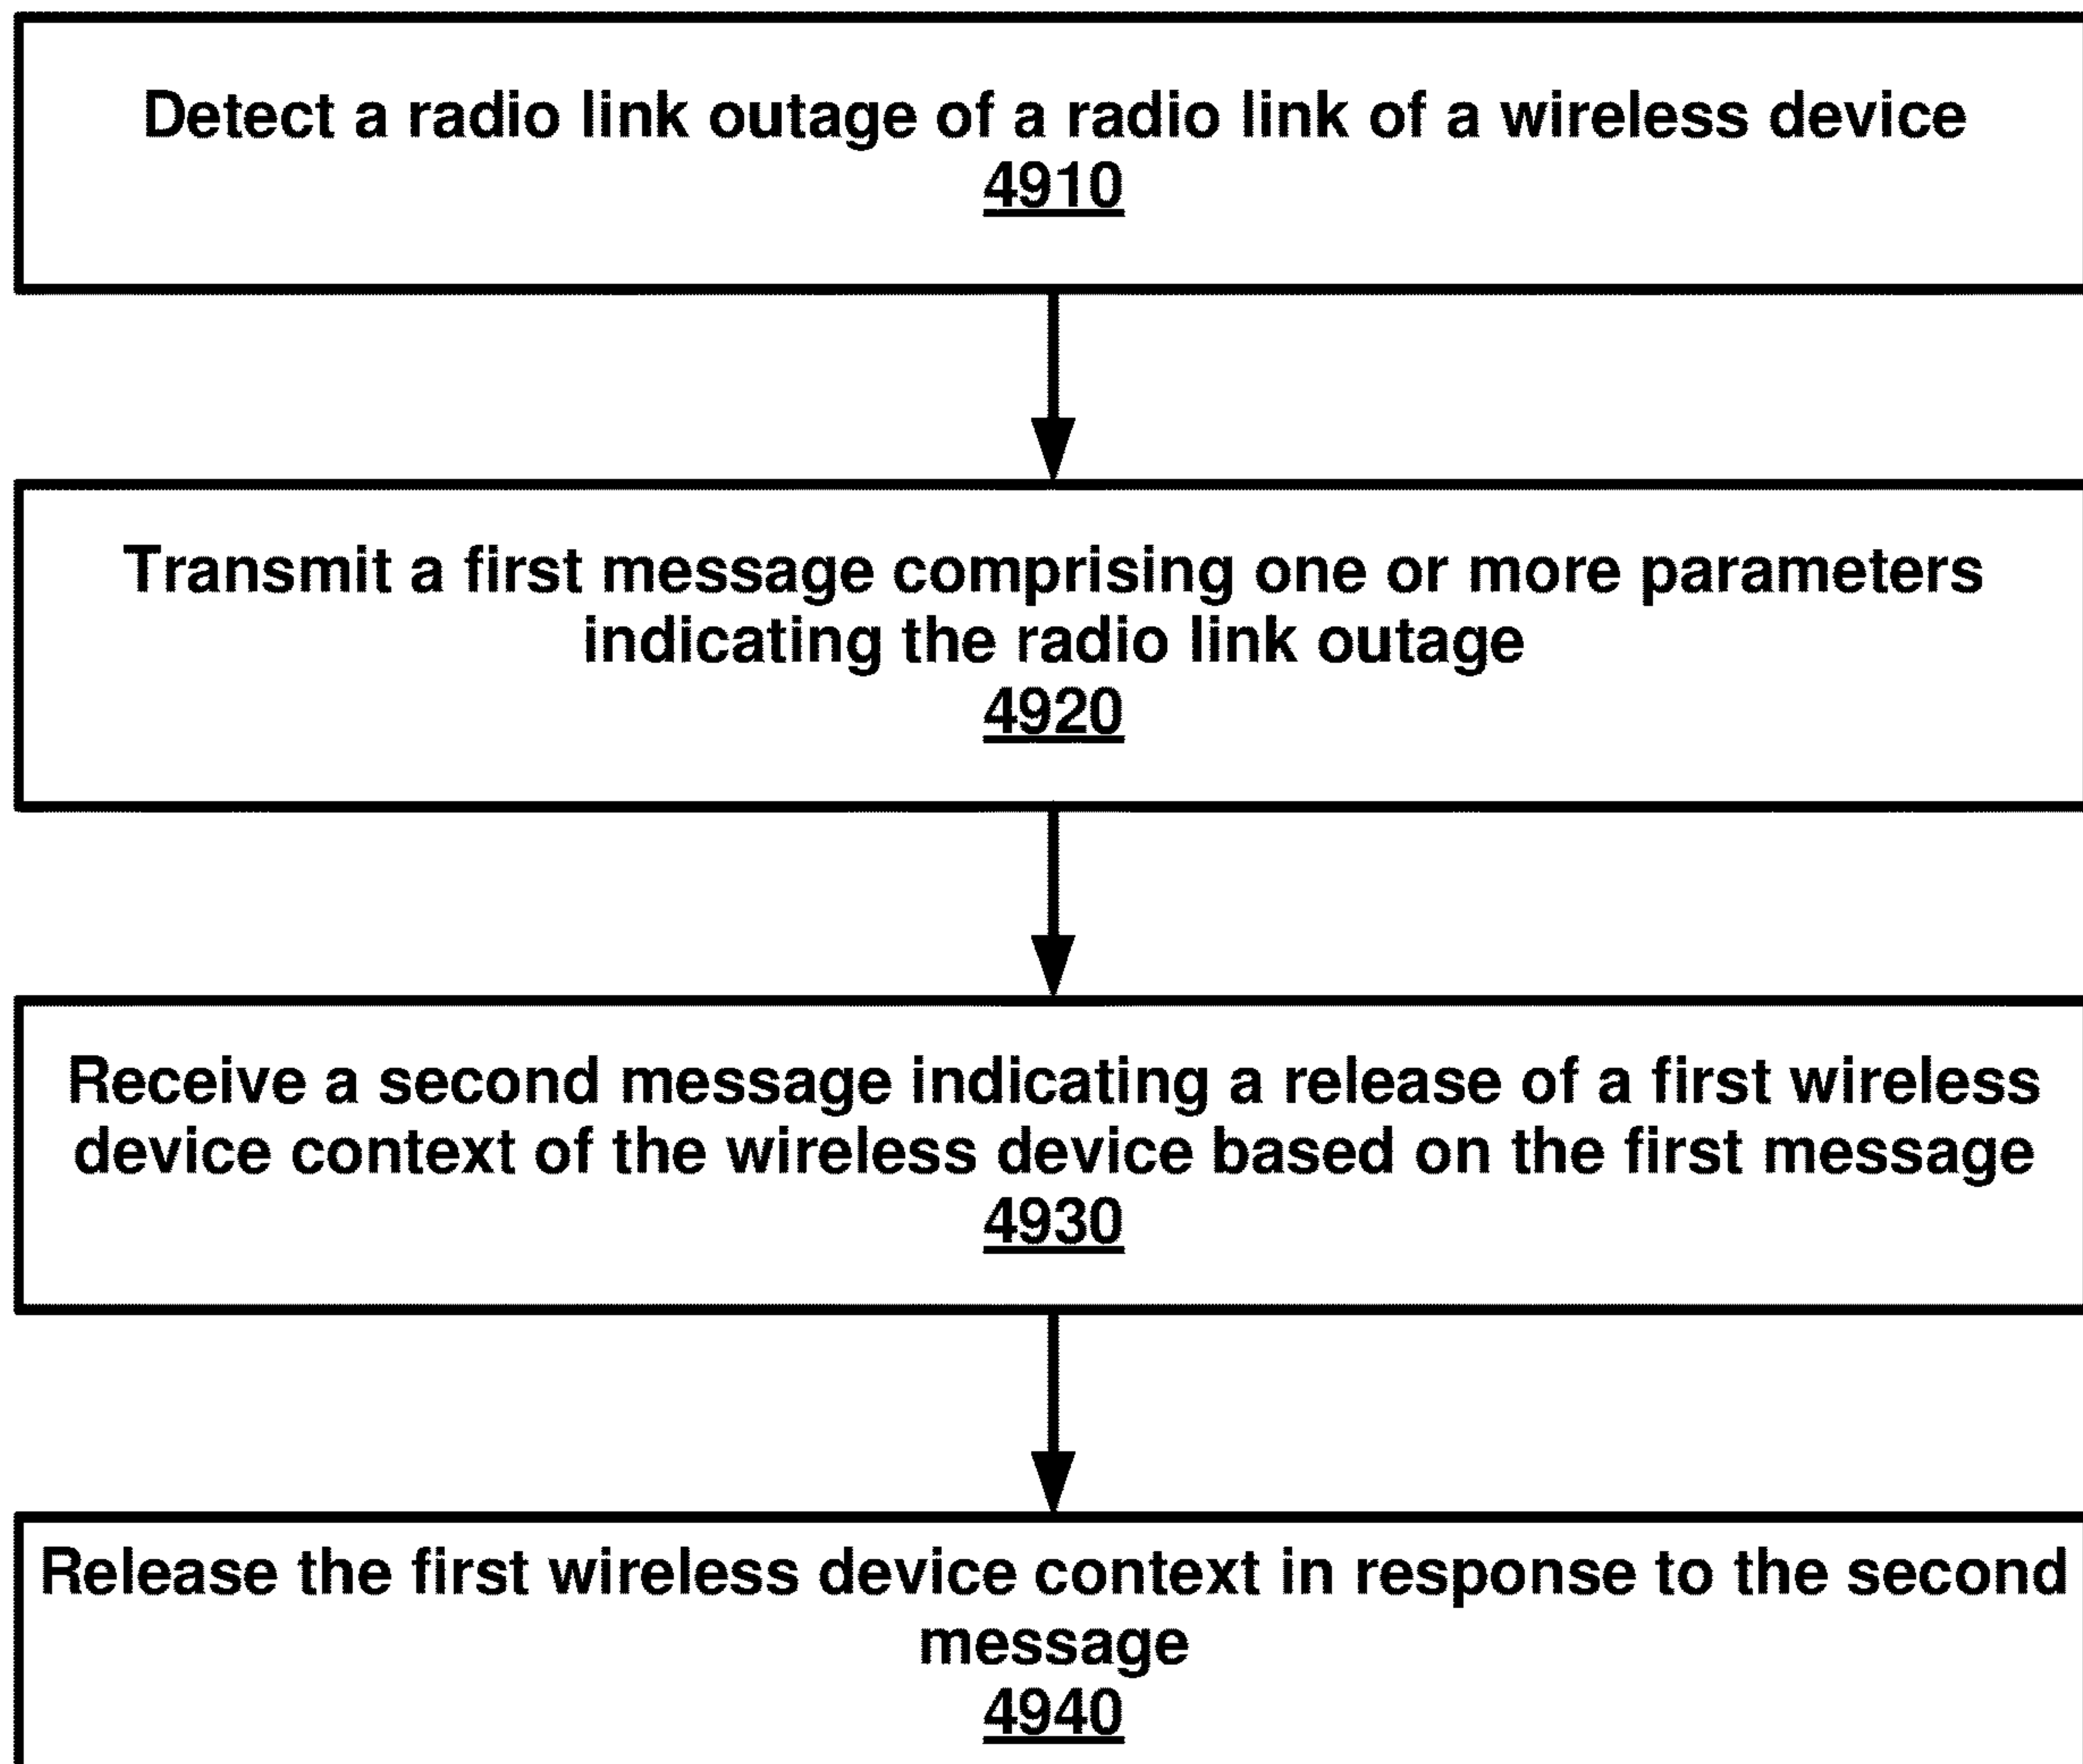 Detect a radio link outage of a radio link of a wireless device
4910
Transmit a first message comprising one or more parameters
indicating the radio link outage
4920
Receive a second message indicating a release of a first wireless
device context of the wireless device based on the first message
4930
Release the first wireless device context in response to the second
message
4940